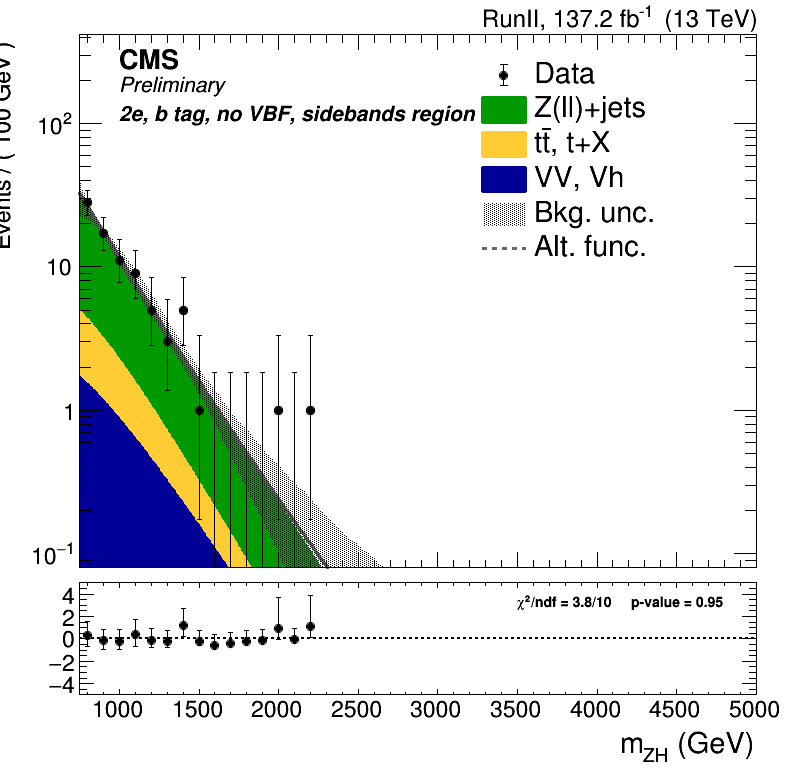 RunII, 137.2 fb⁻¹ (13 TeV)
CMS
Preliminary
2e, b tag, no VBF, sidebands region
Data
Z(ll)+jets
tt̄, t+X
VV, Vh
Bkg. unc.
Alt. func.
Events / ( 100 GeV )
10²
10
1
10⁻¹
χ²/ndf = 3.8/10 p-value = 0.95
4
2
0
−2
−4
1000 1500 2000 2500 3000 3500 4000 4500 5000
m_ZH (GeV)